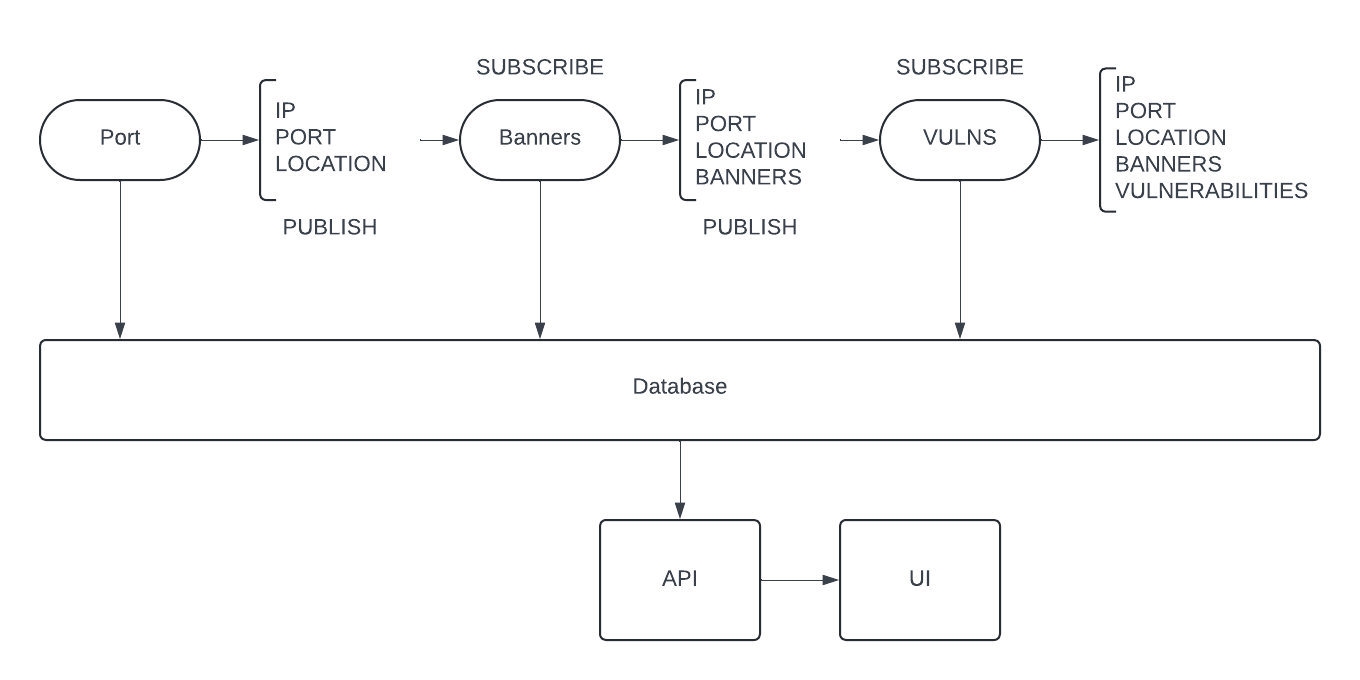 SUBSCRIBE
SUBSCRIBE
Port
IP
PORT
LOCATION
PUBLISH
Banners
IP
PORT
LOCATION
BANNERS
PUBLISH
VULNS
IP
PORT
LOCATION
BANNERS
VULNERABILITIES
Database
API
UI